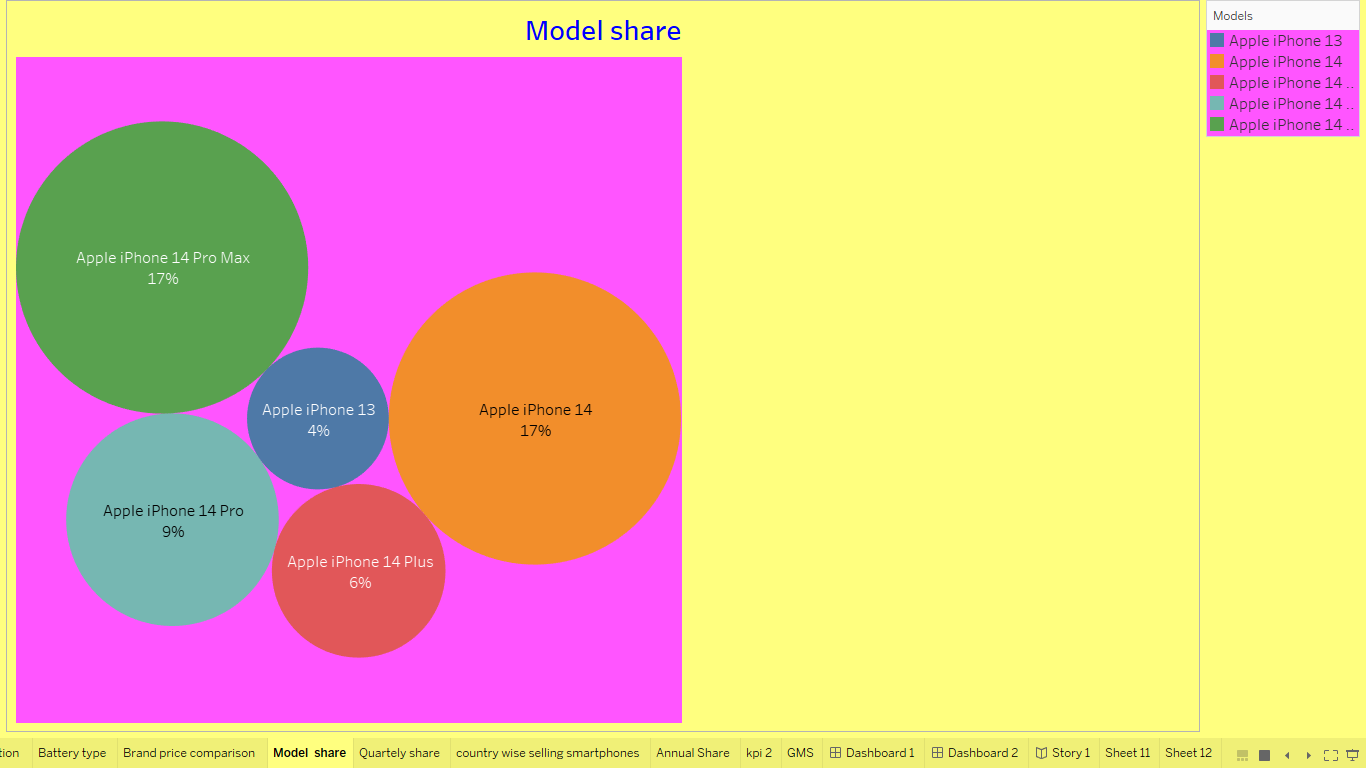 Model share
Models
Apple iPhone 13
Apple iPhone 14
Apple iPhone 14 ..
Apple iPhone 14 ..
Apple iPhone 14 ..
Apple iPhone 14 Pro Max
17%
Apple iPhone 13
4%
Apple iPhone 14
17%
Apple iPhone 14 Pro
9%
Apple iPhone 14 Plus
6%
tion Battery type Brand price comparison Model share Quartely share country wise selling smartphones Annual Share kpi 2 GMS Dashboard 1 Dashboard 2 Story 1 Sheet 11 Sheet 12